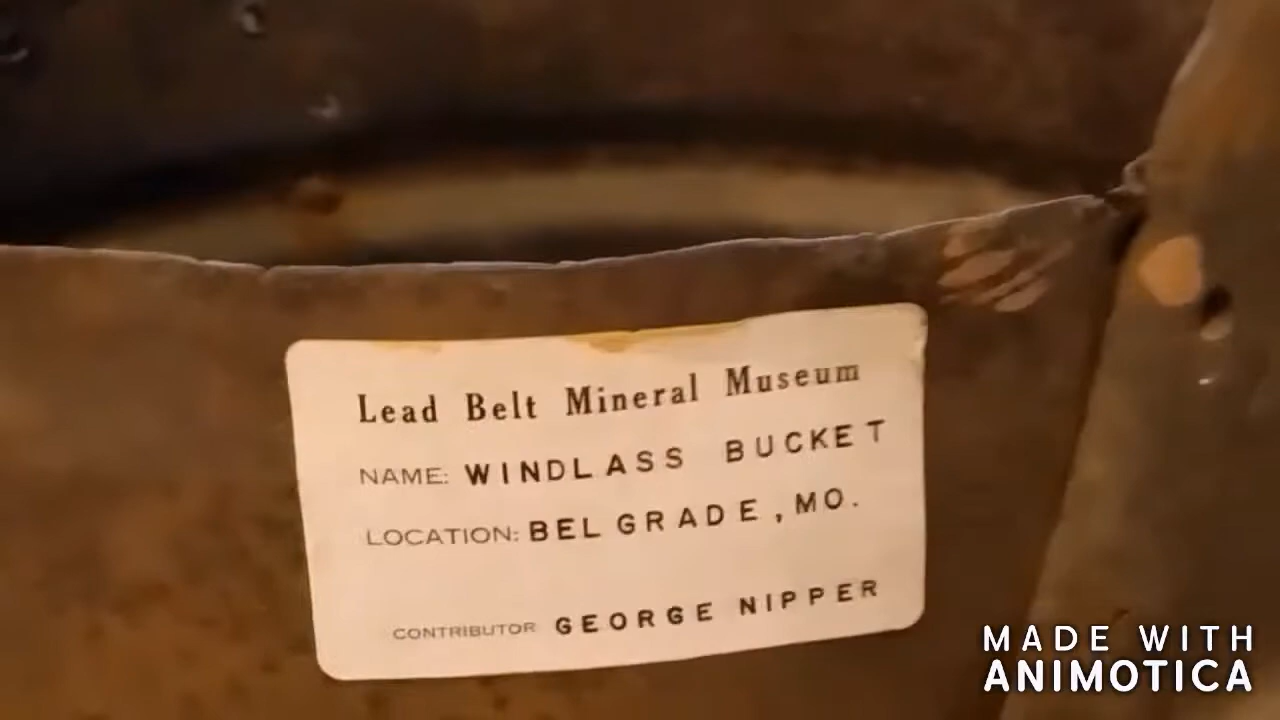 Lead Belt Mineral Museum
NAME: WINDLASS BUCKET
LOCATION: BELGRADE, MO.
CONTRIBUTOR GEORGE NIPPER
MADE WITH
ANIMOTICA